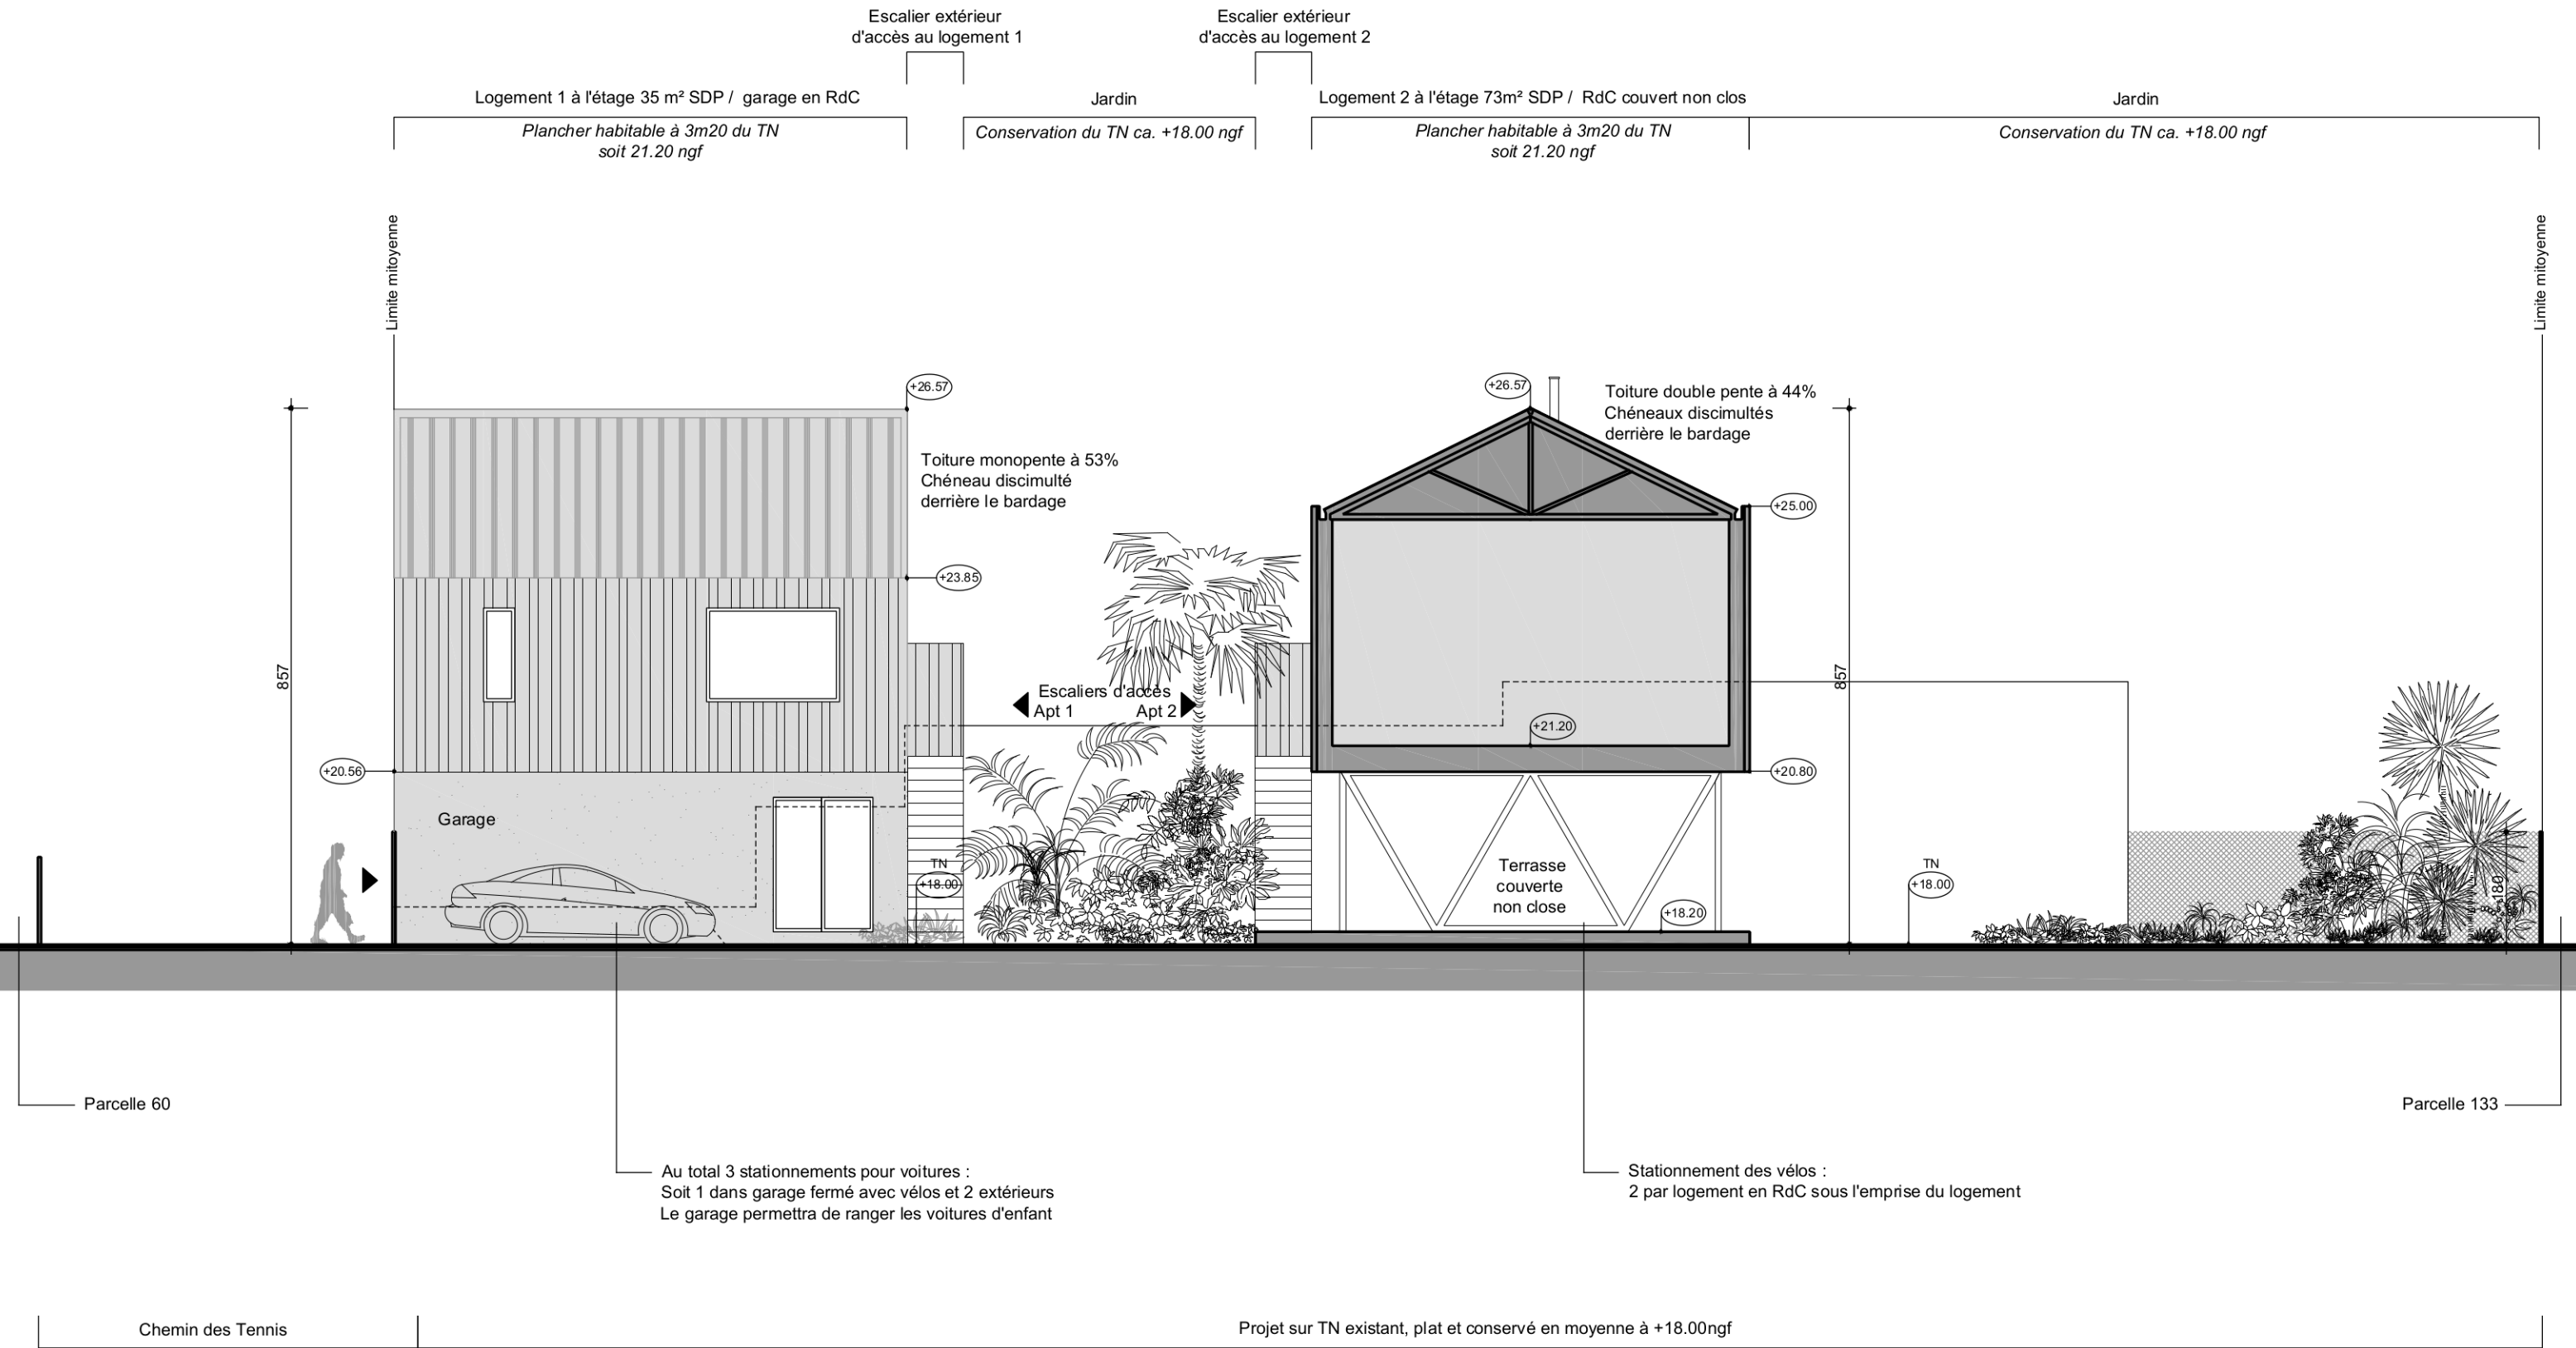 Escalier extérieur
d'accès au logement 1
Escalier extérieur
d'accès au logement 2
Logement 1 à l'étage 35 m² SDP / garage en RdC
Plancher habitable à 3m20 du TN
soit 21.20 ngf
Jardin
Conservation du TN ca. +18.00 ngf
Logement 2 à l'étage 73m² SDP / RdC couvert non clos
Plancher habitable à 3m20 du TN
soit 21.20 ngf
Jardin
Conservation du TN ca. +18.00 ngf
Limite mitoyenne
Limite mitoyenne
+26.57
+26.57
Toiture double pente à 44%
Chéneaux discimultés
derrière le bardage
Toiture monopente à 53%
Chéneau discimulté
derrière le bardage
+25.00
+23.85
857
857
Escaliers d'accès
Apt 1
Apt 2
+21.20
+20.56
+20.80
Garage
TN
+18.00
Terrasse
couverte
non close
+18.20
TN
+18.00
180
Parcelle 60
Parcelle 133
Au total 3 stationnements pour voitures :
Soit 1 dans garage fermé avec vélos et 2 extérieurs
Le garage permettra de ranger les voitures d'enfant
Stationnement des vélos :
2 par logement en RdC sous l'emprise du logement
Chemin des Tennis
Projet sur TN existant, plat et conservé en moyenne à +18.00ngf